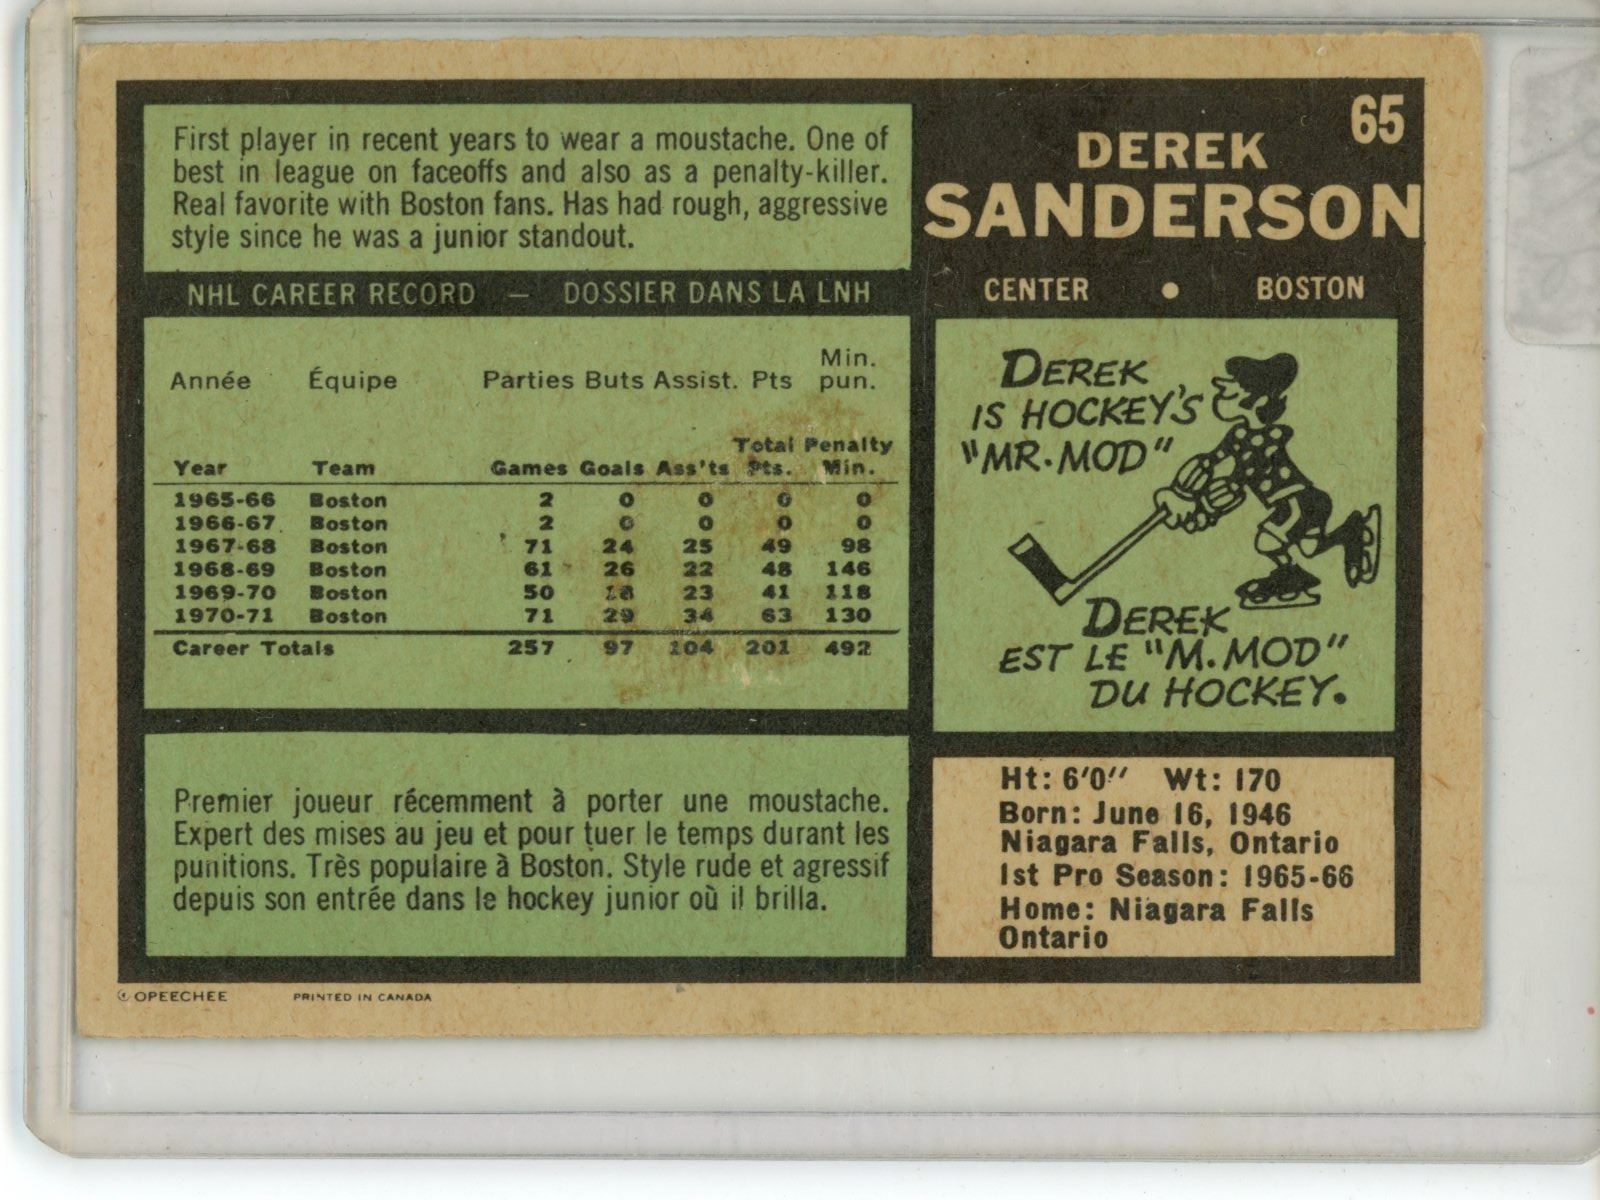 65
DEREK
SANDERSON
CENTER • BOSTON
First player in recent years to wear a moustache. One of
best in league on faceoffs and also as a penalty-killer.
Real favorite with Boston fans. Has had rough, aggressive
style since he was a junior standout.
NHL CAREER RECORD — DOSSIER DANS LA LNH
Min.
Année Équipe Parties Buts Assist. Pts pun.
Total Penalty
Year Team Games Goals Ass'ts Pts. Min.
1965-66 Boston 2 0 0 0 0
1966-67 Boston 2 0 0 0 0
1967-68 Boston 71 24 25 49 98
1968-69 Boston 61 26 22 48 146
1969-70 Boston 50 18 23 41 118
1970-71 Boston 71 29 34 63 130
Career Totals 257 97 104 201 492
Premier joueur récemment à porter une moustache.
Expert des mises au jeu et pour tuer le temps durant les
punitions. Très populaire à Boston. Style rude et agressif
depuis son entrée dans le hockey junior où il brilla.
DEREK
IS HOCKEY'S
"MR. MOD"
DEREK
EST LE "M. MOD"
DU HOCKEY.
Ht: 6'0" Wt: 170
Born: June 16, 1946
Niagara Falls, Ontario
1st Pro Season: 1965-66
Home: Niagara Falls
Ontario
© OPEECHEE PRINTED IN CANADA